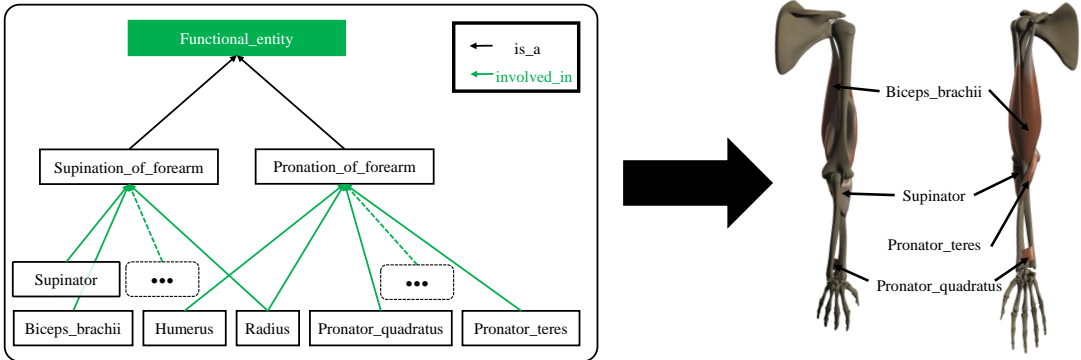 Functional_entity
is_a
involved_in
Supination_of_forearm
Pronation_of_forearm
Supinator
•••
•••
Biceps_brachii
Humerus
Radius
Pronator_quadratus
Pronator_teres
Biceps_brachii
Supinator
Pronator_teres
Pronator_quadratus